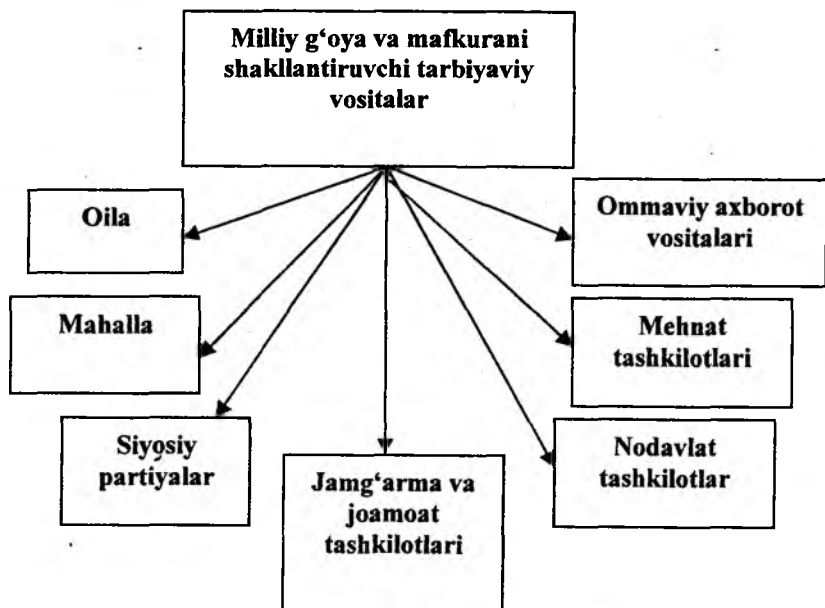 Milliy g‘oya va mafkurani
shakllantiruvchi tarbiyaviy
vositalar
Oila
Ommaviy axborot
vositalari
Mahalla
Mehnat
tashkilotlari
Siyosiy
partiyalar
Jamg‘arma va
joamoat
tashkilotlari
Nodavlat
tashkilotlar